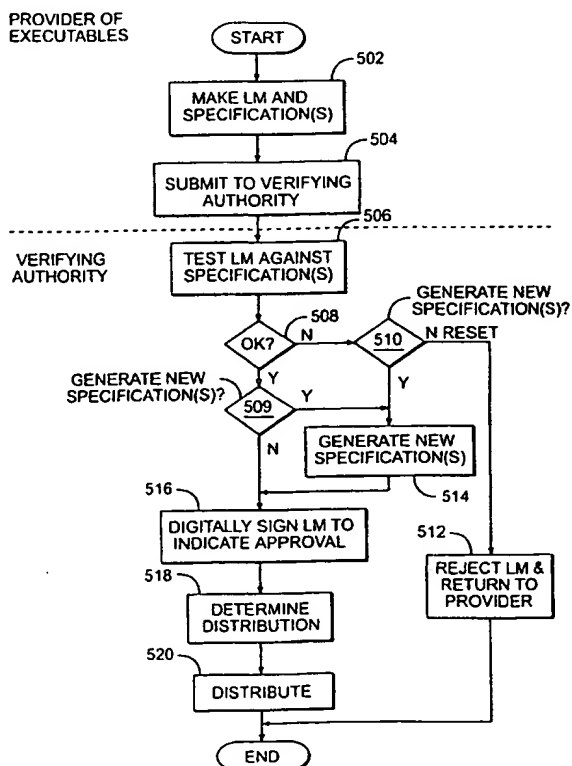 PROVIDER OF
EXECUTABLES
START
502
MAKE LM AND
SPECIFICATION(S)
504
SUBMIT TO VERIFYING
AUTHORITY
506
VERIFYING
AUTHORITY
TEST LM AGAINST
SPECIFICATION(S)
GENERATE NEW
SPECIFICATION(S)?
508
OK?
N
510
N RESET
GENERATE NEW
SPECIFICATION(S)?
Y
Y
Y
509
N
GENERATE NEW
SPECIFICATION(S)
514
516
DIGITALLY SIGN LM TO
INDICATE APPROVAL
512
REJECT LM &
RETURN TO
PROVIDER
518
DETERMINE
DISTRIBUTION
520
DISTRIBUTE
END